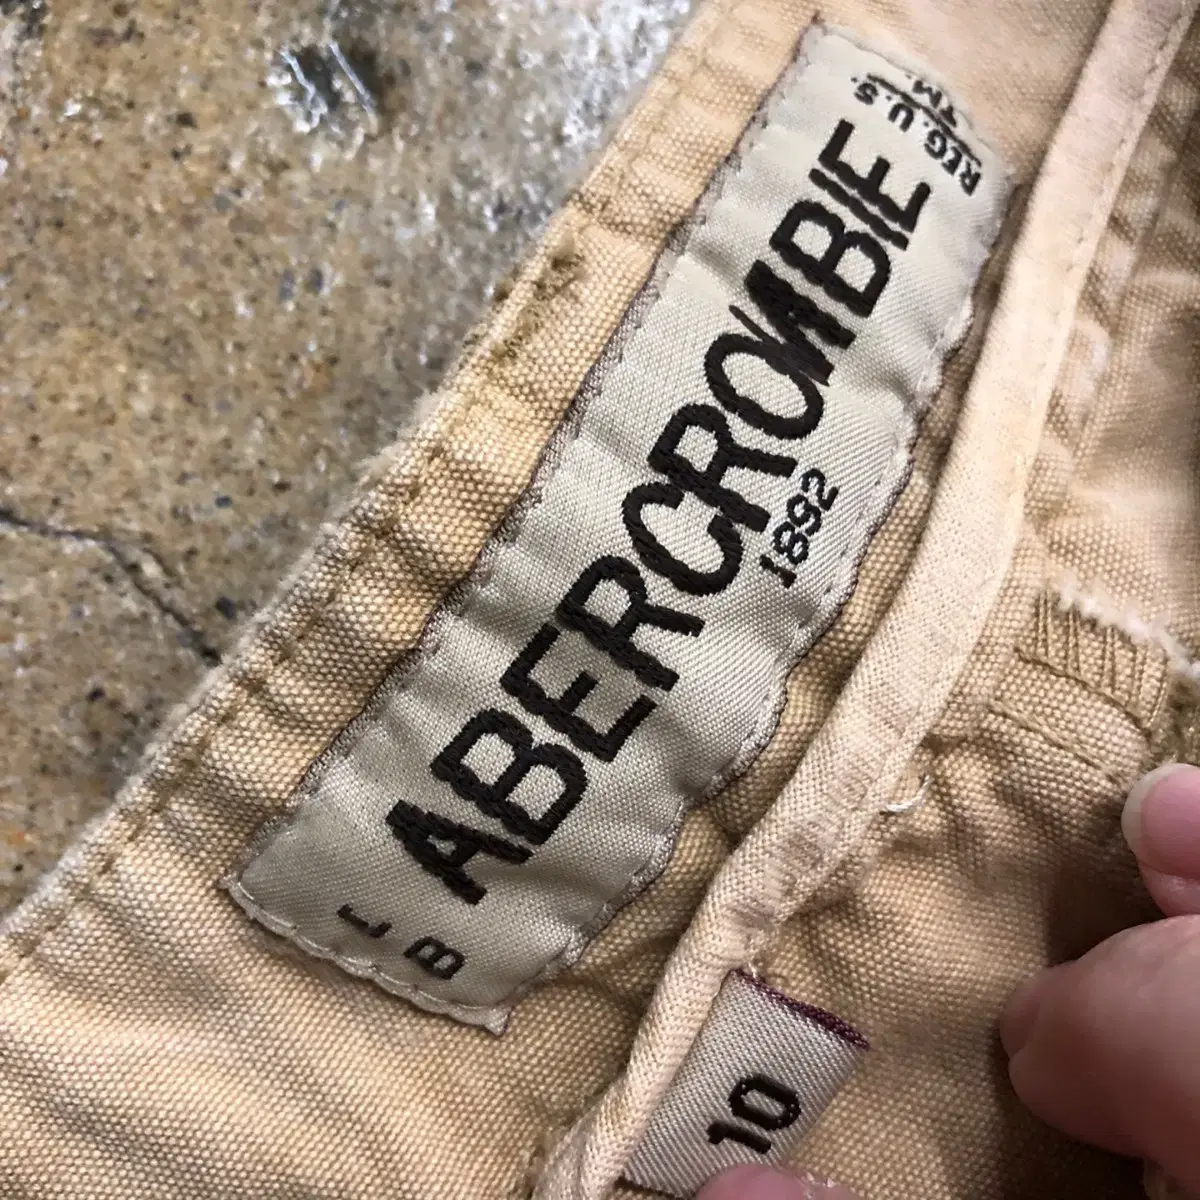 REG. U.S
TM.
ABERCROMBIE
1892
10